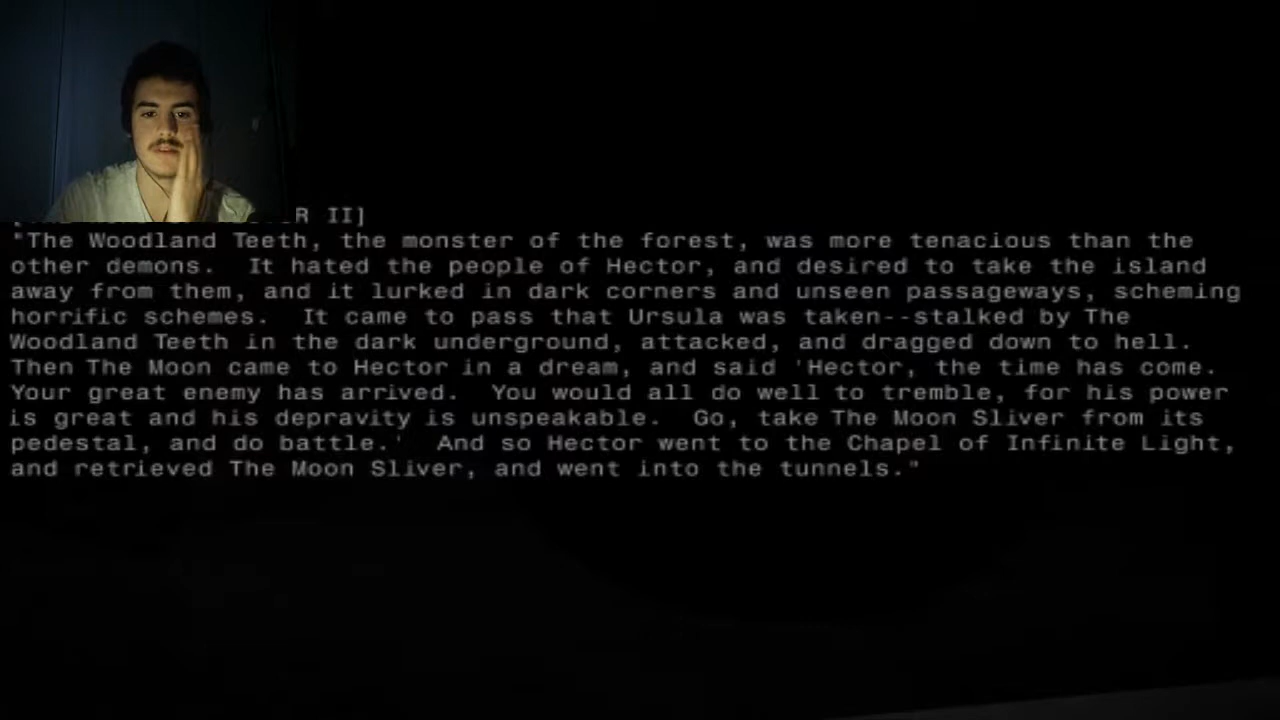 R II]
"The Woodland Teeth, the monster of the forest, was more tenacious than the
other demons.  It hated the people of Hector, and desired to take the island
away from them, and it lurked in dark corners and unseen passageways, scheming
horrific schemes.  It came to pass that Ursula was taken--stalked by The
Woodland Teeth in the dark underground, attacked, and dragged down to hell.
Then The Moon came to Hector in a dream, and said 'Hector, the time has come.
Your great enemy has arrived.  You would all do well to tremble, for his power
is great and his depravity is unspeakable.  Go, take The Moon Sliver from its
pedestal, and do battle.'  And so Hector went to the Chapel of Infinite Light,
and retrieved The Moon Sliver, and went into the tunnels."